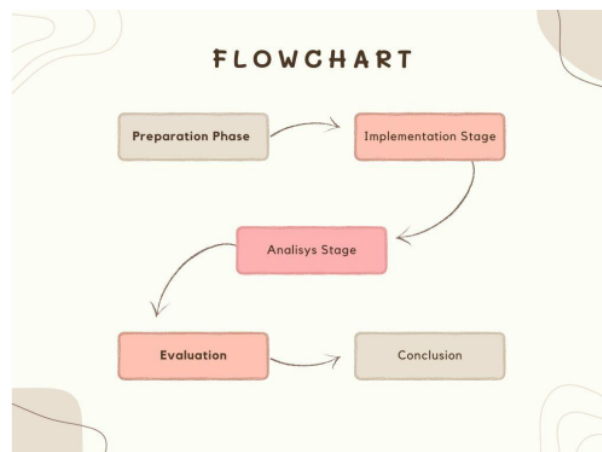 FLOWCHART
Preparation Phase
Implementation Stage
Analisys Stage
Evaluation
Conclusion